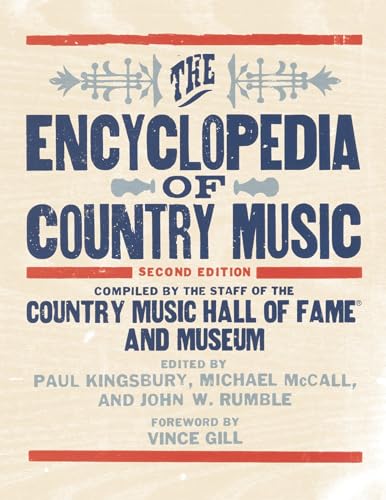 THE
ENCYCLOPEDIA
OF
COUNTRY MUSIC
SECOND EDITION
COMPILED BY THE STAFF OF THE
COUNTRY MUSIC HALL OF FAME®
AND MUSEUM
EDITED BY
PAUL KINGSBURY, MICHAEL McCALL,
AND JOHN W. RUMBLE
FOREWORD BY
VINCE GILL